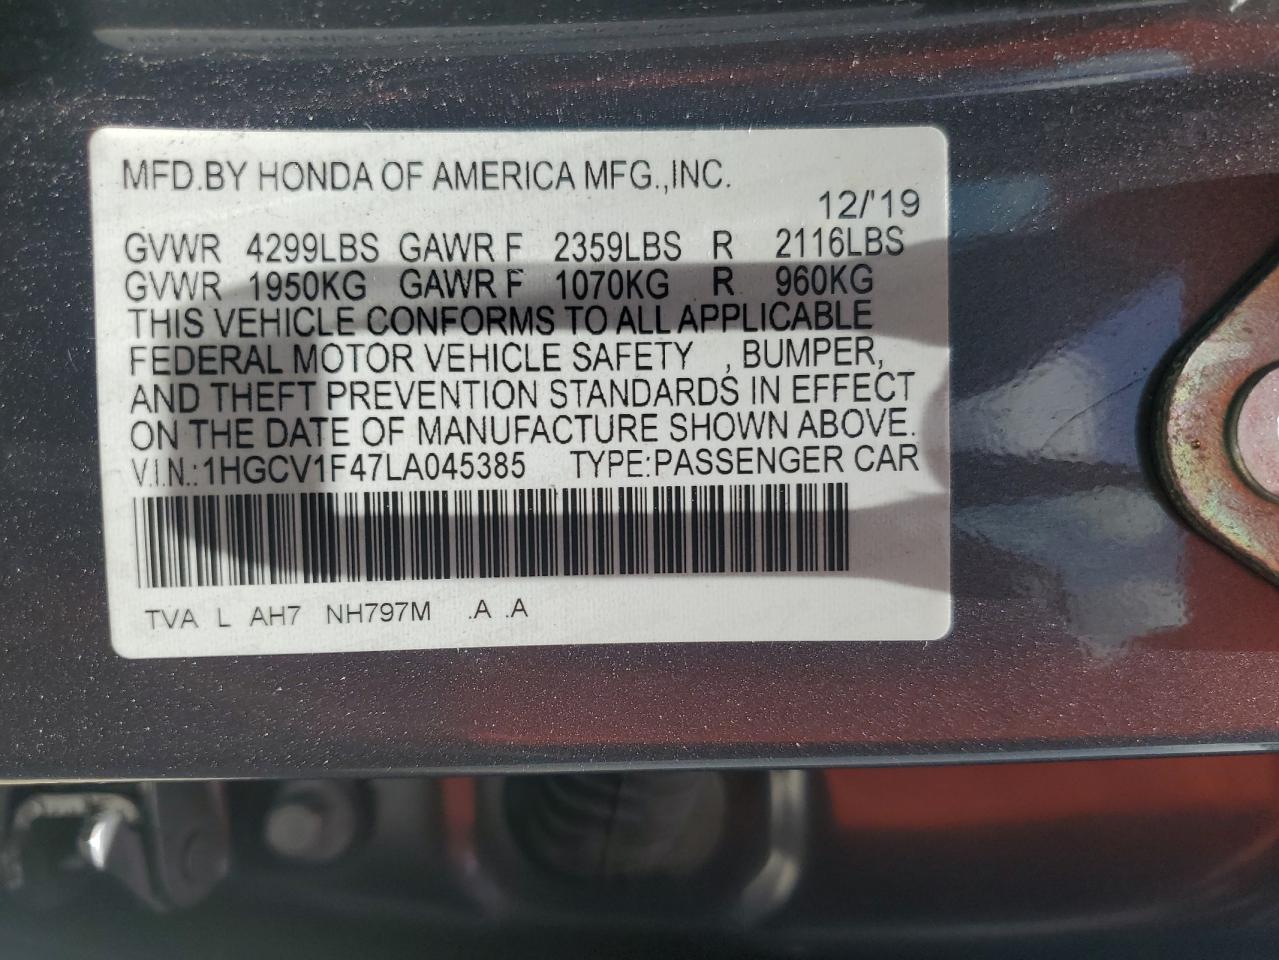 MFD.BY HONDA OF AMERICA MFG.,INC.
12/'19
GVWR 4299LBS GAWR F 2359LBS R 2116LBS
GVWR 1950KG GAWR F 1070KG R 960KG
THIS VEHICLE CONFORMS TO ALL APPLICABLE
FEDERAL MOTOR VEHICLE SAFETY , BUMPER,
AND THEFT PREVENTION STANDARDS IN EFFECT
ON THE DATE OF MANUFACTURE SHOWN ABOVE.
V.I.N.:1HGCV1F47LA045385 TYPE:PASSENGER CAR
TVA L AH7 NH797M .A .A